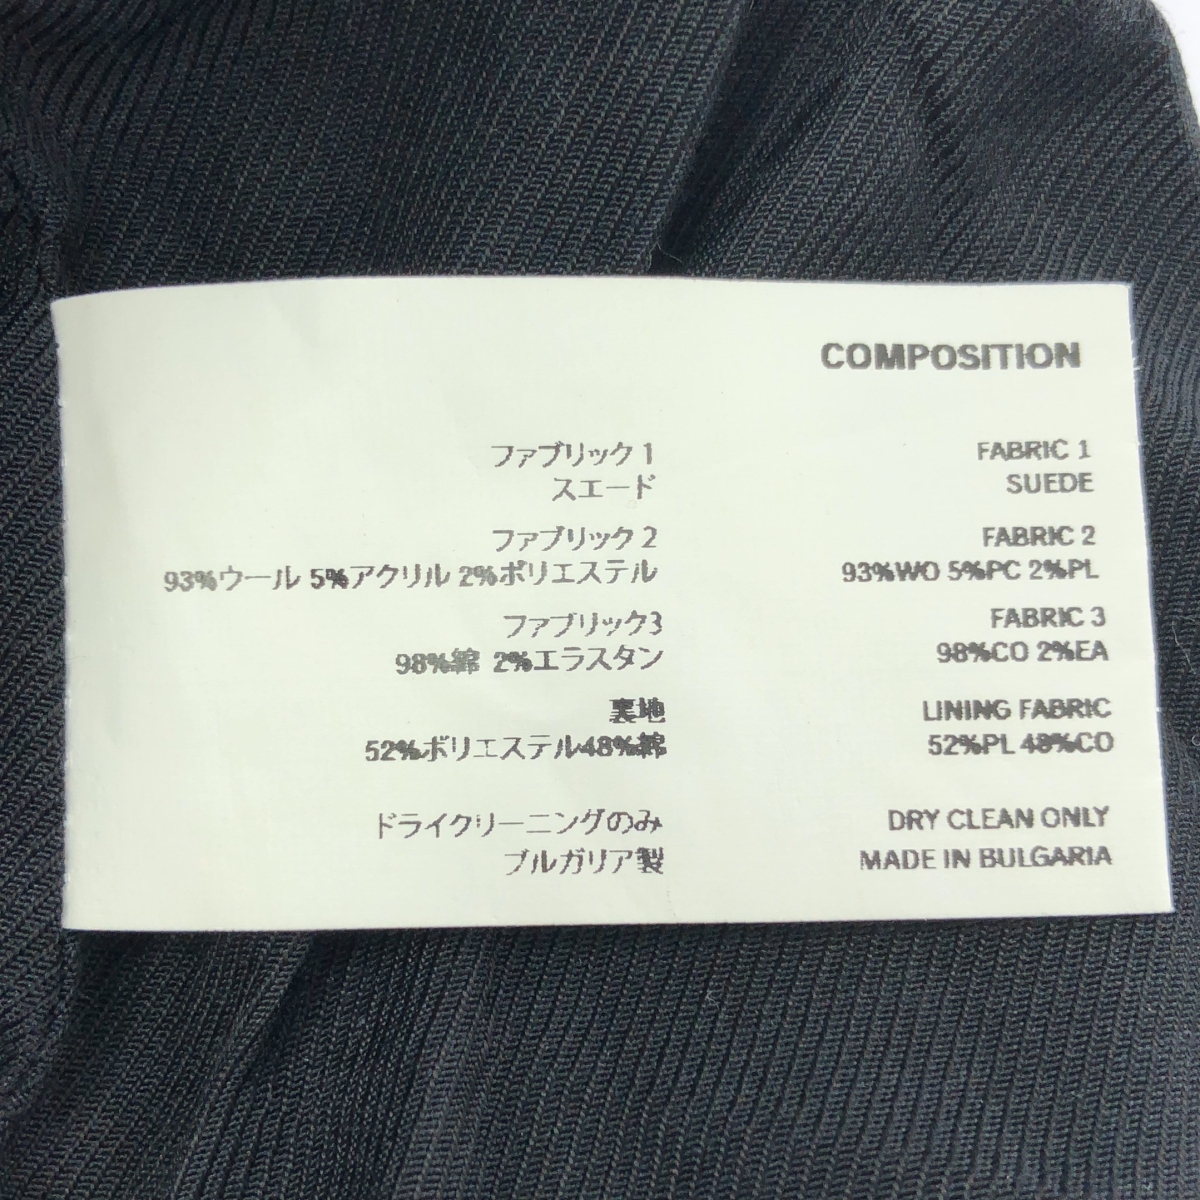 COMPOSITION
ファブリック1
FABRIC 1
スエード
SUEDE
ファブリック2
FABRIC 2
93%ウール 5%アクリル 2%ポリエステル
93%WO 5%PC 2%PL
ファブリック3
FABRIC 3
98%綿 2%エラスタン
98%CO 2%EA
裏地
LINING FABRIC
52%ポリエステル48%綿
52%PL 48%CO
ドライクリーニングのみ
DRY CLEAN ONLY
ブルガリア製
MADE IN BULGARIA